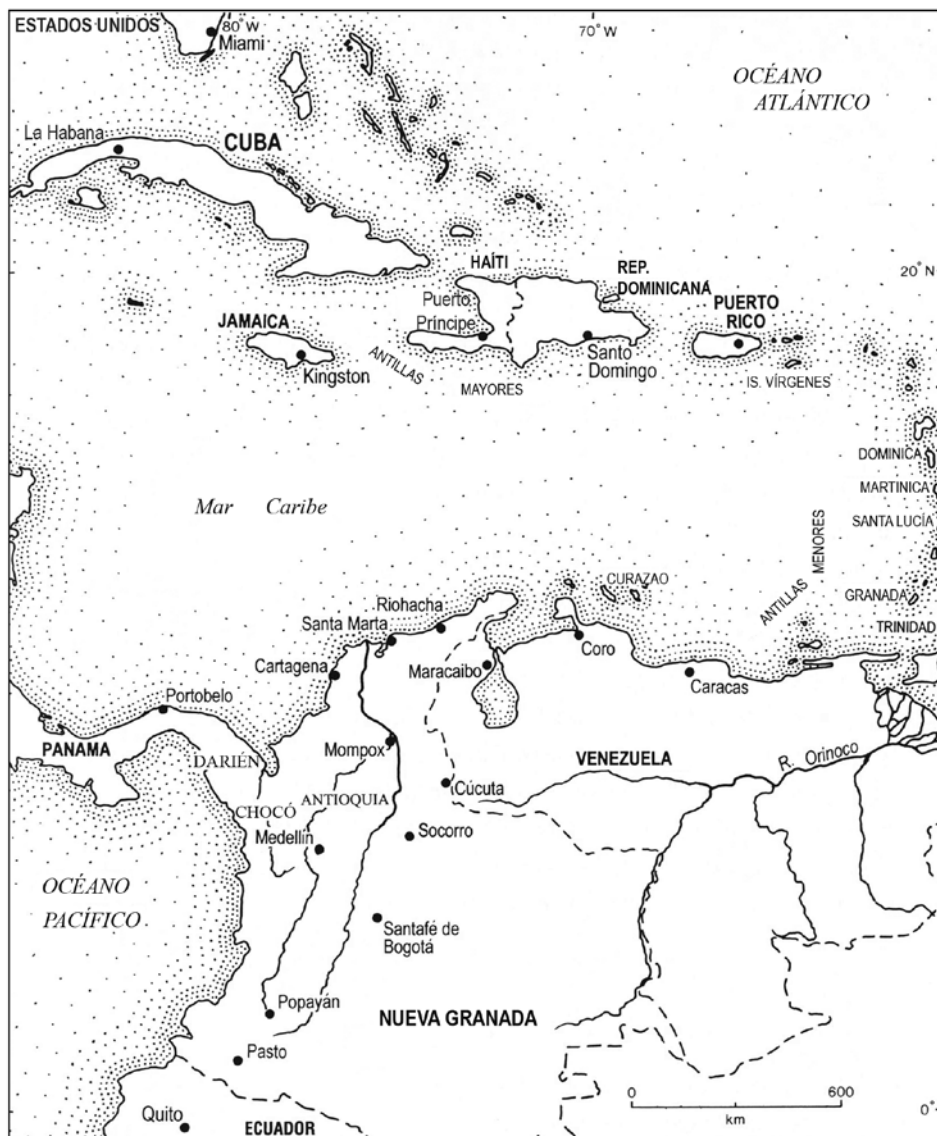 ESTADOS UNIDOS
80°W
70°W
Miami
OCÉANO
ATLÁNTICO
La Habana
CUBA
HAÍTI
REP.
DOMINICANÁ
20°N
Puerto
Príncipe
PUERTO
RICO
JAMAICA
Kingston
ANTILLAS
MAYORES
Santo
Domingo
IS. VÍRGENES
DOMINICA
MARTINICA
Mar Caribe
SANTA LUCÍA
ANTILLAS
MENORES
CURAZAO
GRANADA
Riohacha
Santa Marta
TRINIDAD
Cartagena
Maracaibo
Coro
Caracas
Portobelo
PANAMA
DARIÉN
Mompox
VENEZUELA
R. Orinoco
CHOCÓ
ANTIOQUIA
Cúcuta
Medellín
Socorro
OCÉANO
PACÍFICO
Santafé de
Bogotá
Popayán
NUEVA GRANADA
Pasto
0
600
km
Quito
ECUADOR
0°